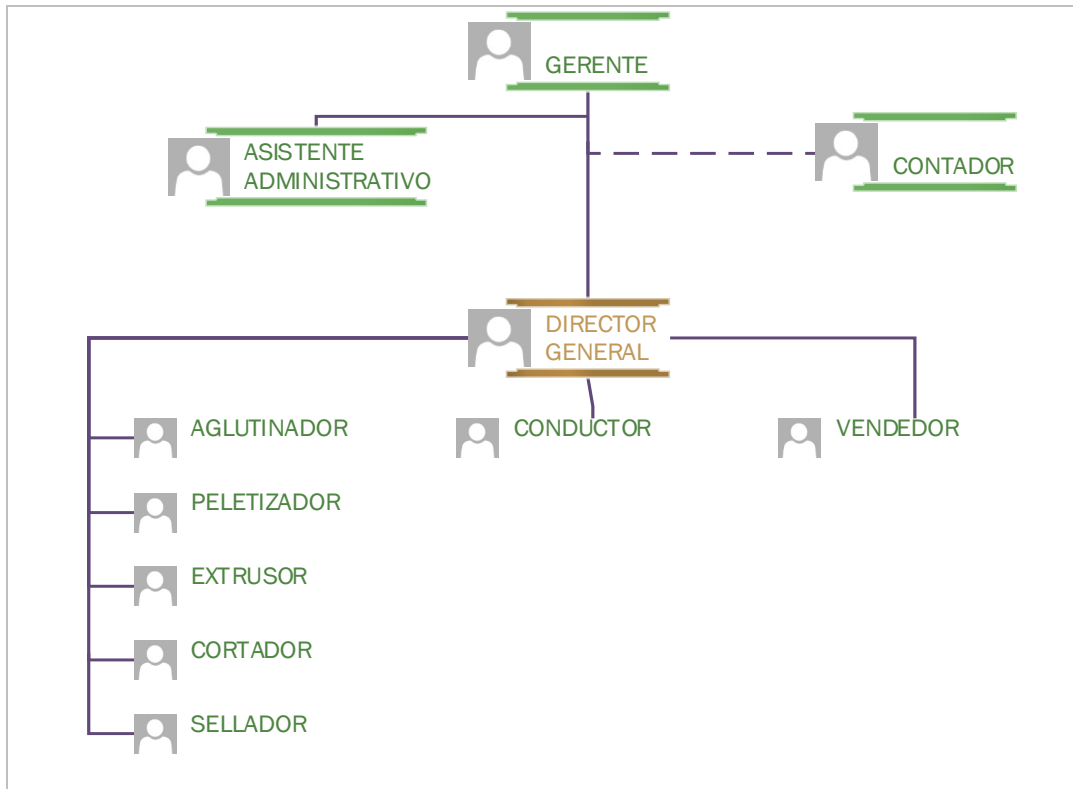 GERENTE
ASISTENTE
ADMINISTRATIVO
CONTADOR
DIRECTOR
GENERAL
AGLUTINADOR
CONDUCTOR
VENDEDOR
PELETIZADOR
EXTRUSOR
CORTADOR
SELLADOR